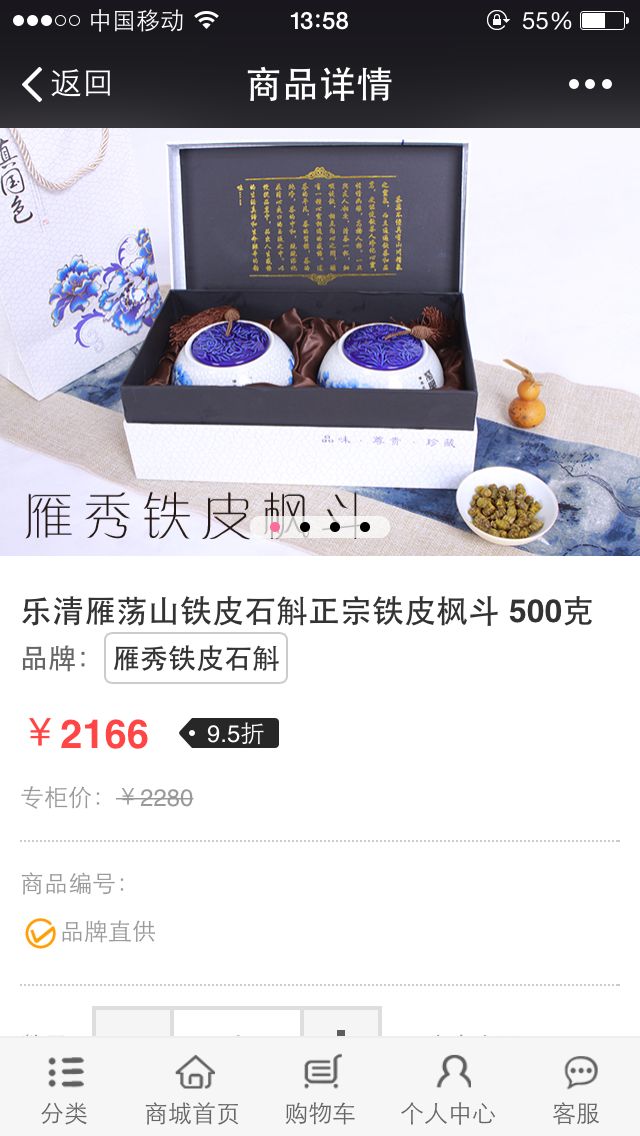 中国移动
13:58
55%
返回
商品详情
真国色
品味·尊贵·珍藏
雁秀铁皮枫斗
乐清雁荡山铁皮石斛正宗铁皮枫斗 500克
品牌：
雁秀铁皮石斛
￥2166
9.5折
专柜价：￥2280
商品编号：
品牌直供
分类
商城首页
购物车
个人中心
客服